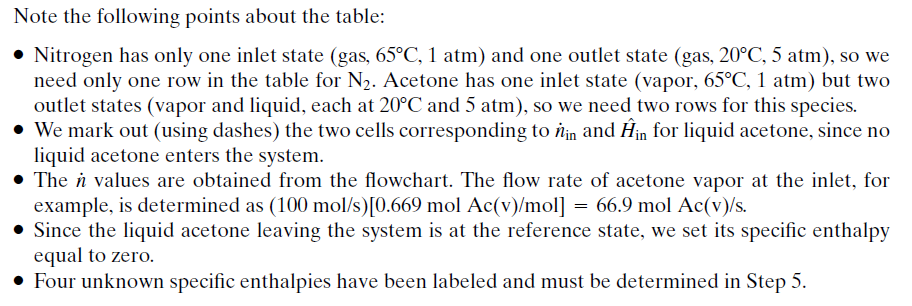 Note the following points about the table:
• Nitrogen has only one inlet state (gas, 65°C, 1 atm) and one outlet state (gas, 20°C, 5 atm), so we
need only one row in the table for N₂. Acetone has one inlet state (vapor, 65°C, 1 atm) but two
outlet states (vapor and liquid, each at 20°C and 5 atm), so we need two rows for this species.
• We mark out (using dashes) the two cells corresponding to ṅin and Ĥin for liquid acetone, since no
liquid acetone enters the system.
• The ṅ values are obtained from the flowchart. The flow rate of acetone vapor at the inlet, for
example, is determined as (100 mol/s)[0.669 mol Ac(v)/mol] = 66.9 mol Ac(v)/s.
• Since the liquid acetone leaving the system is at the reference state, we set its specific enthalpy
equal to zero.
• Four unknown specific enthalpies have been labeled and must be determined in Step 5.